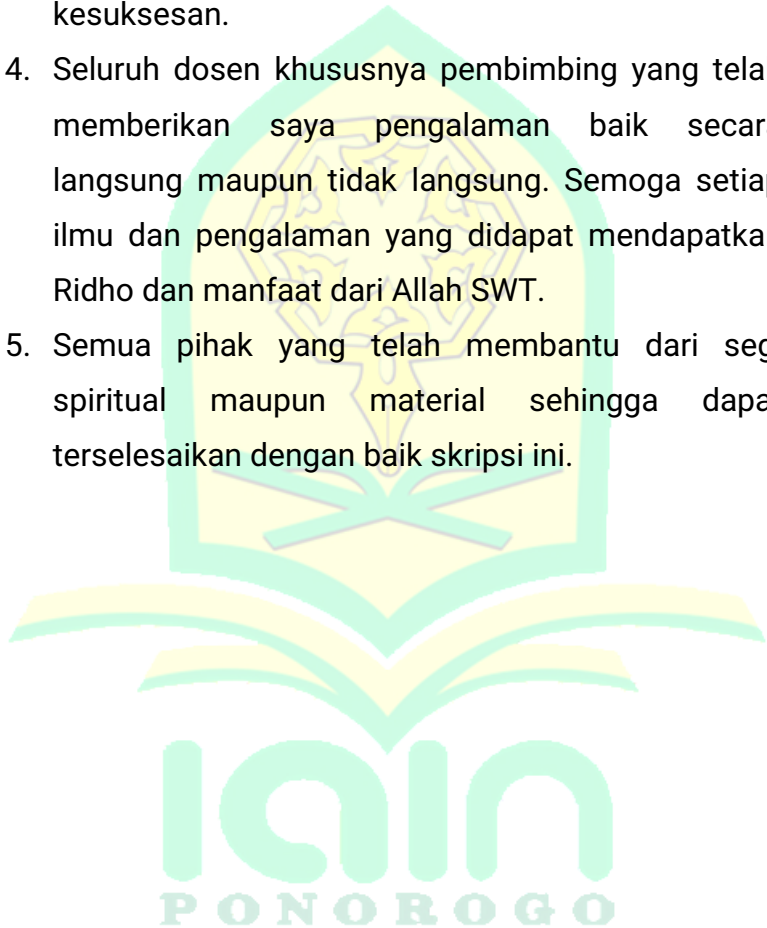 kesuksesan.
4. Seluruh dosen khususnya pembimbing yang tela
memberikan saya pengalaman baik secar
langsung maupun tidak langsung. Semoga setiap
ilmu dan pengalaman yang didapat mendapatka
Ridho dan manfaat dari Allah SWT.
5. Semua pihak yang telah membantu dari seg
spiritual maupun material sehingga dapa
terselesaikan dengan baik skripsi ini.
iain
PONOROGO